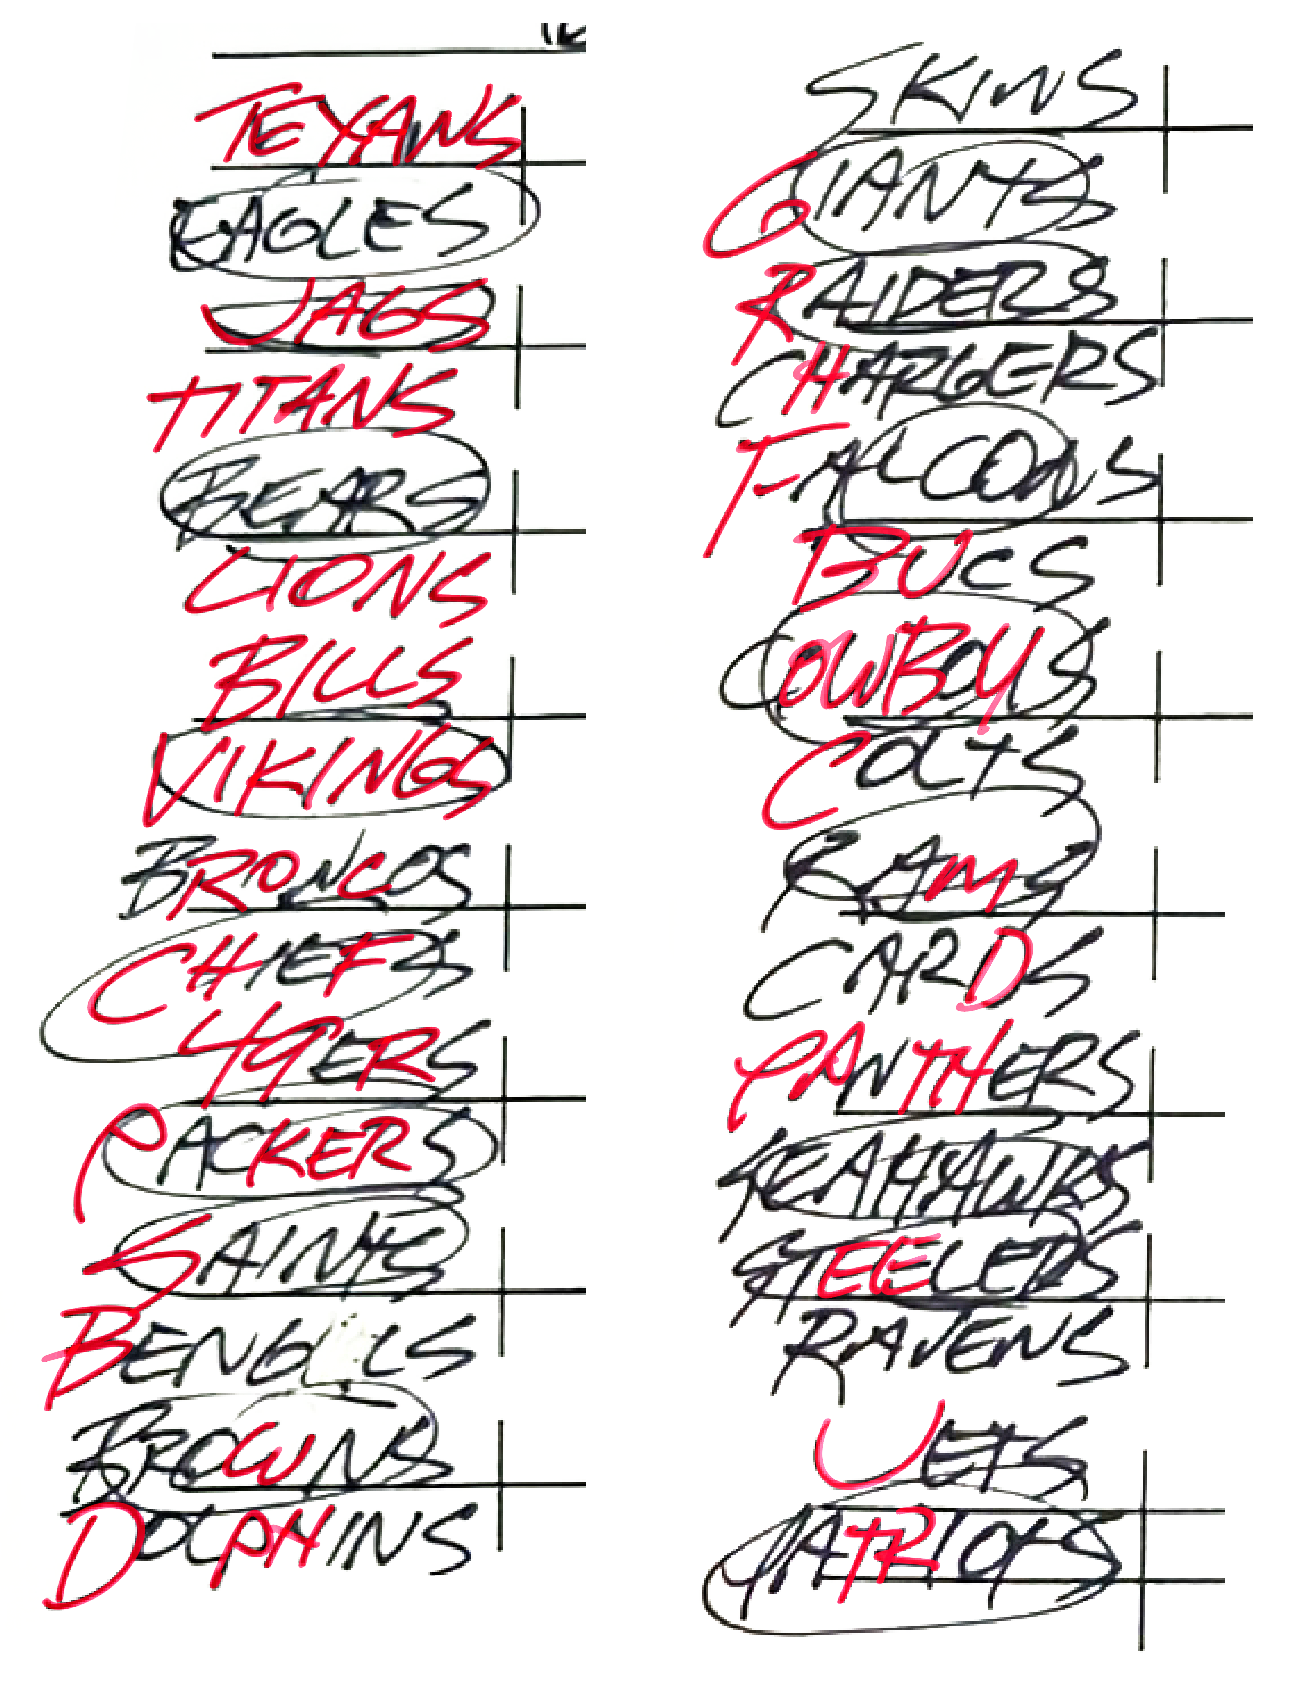 TEXANS
EAGLES
JAGS
TITANS
BEARS
LIONS
BILLS
VIKINGS
BRONCOS
CHIEFS
49ERS
PACKERS
SAINTS
BENGALS
BROWNS
DOLPHINS
SKINS
GIANTS
RAIDERS
CHARGERS
FALCONS
BUCS
COWBOYS
COLTS
RAMS
CARDS
PANTHERS
SEAHAWKS
STEELERS
RAVENS
JETS
PATRIOTS